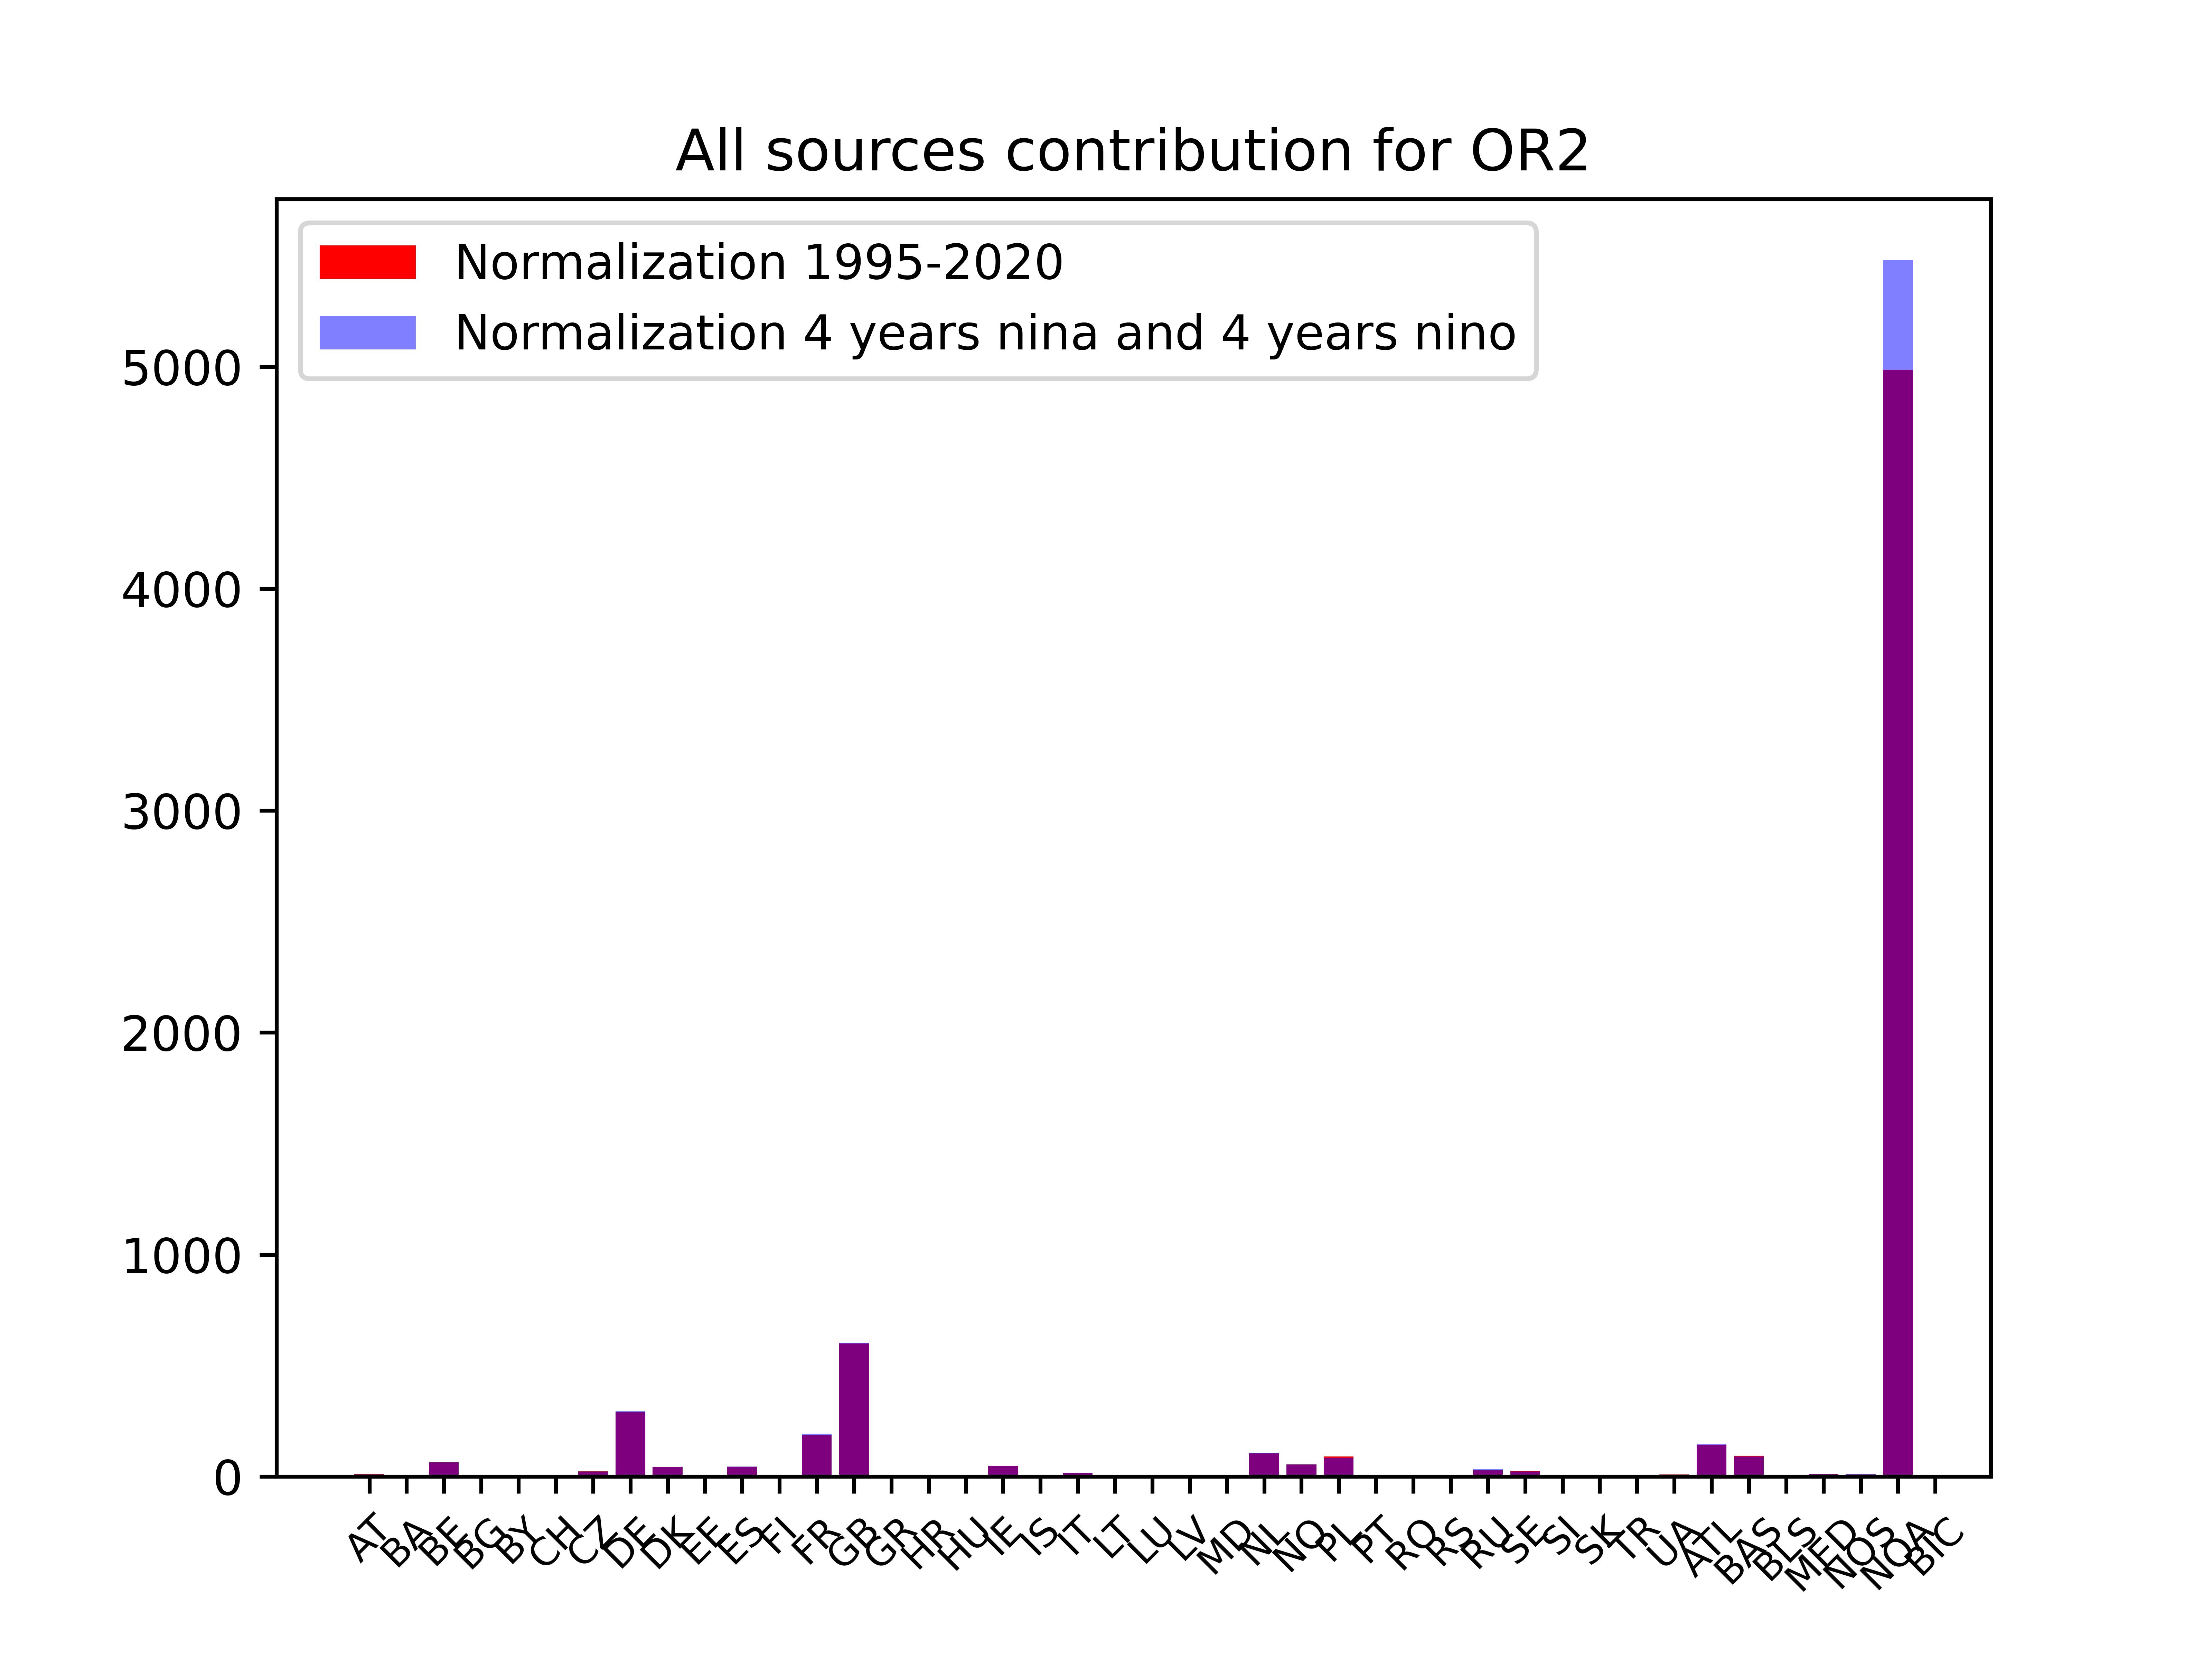 All sources contribution for OR2
Normalization 1995-2020
Normalization 4 years nina and 4 years nino
5000
4000
3000
2000
1000
0
AT
BA
BE
BG
BY
CH
CZ
DE
DK
EE
ES
FI
FR
GB
GR
HR
HU
IE
IS
IT
LT
LU
LV
MD
NL
NO
PL
PT
RO
RS
RU
SE
SI
SK
TR
UA
ATL
BAS
BLS
MED
NOS
NOA
BIC